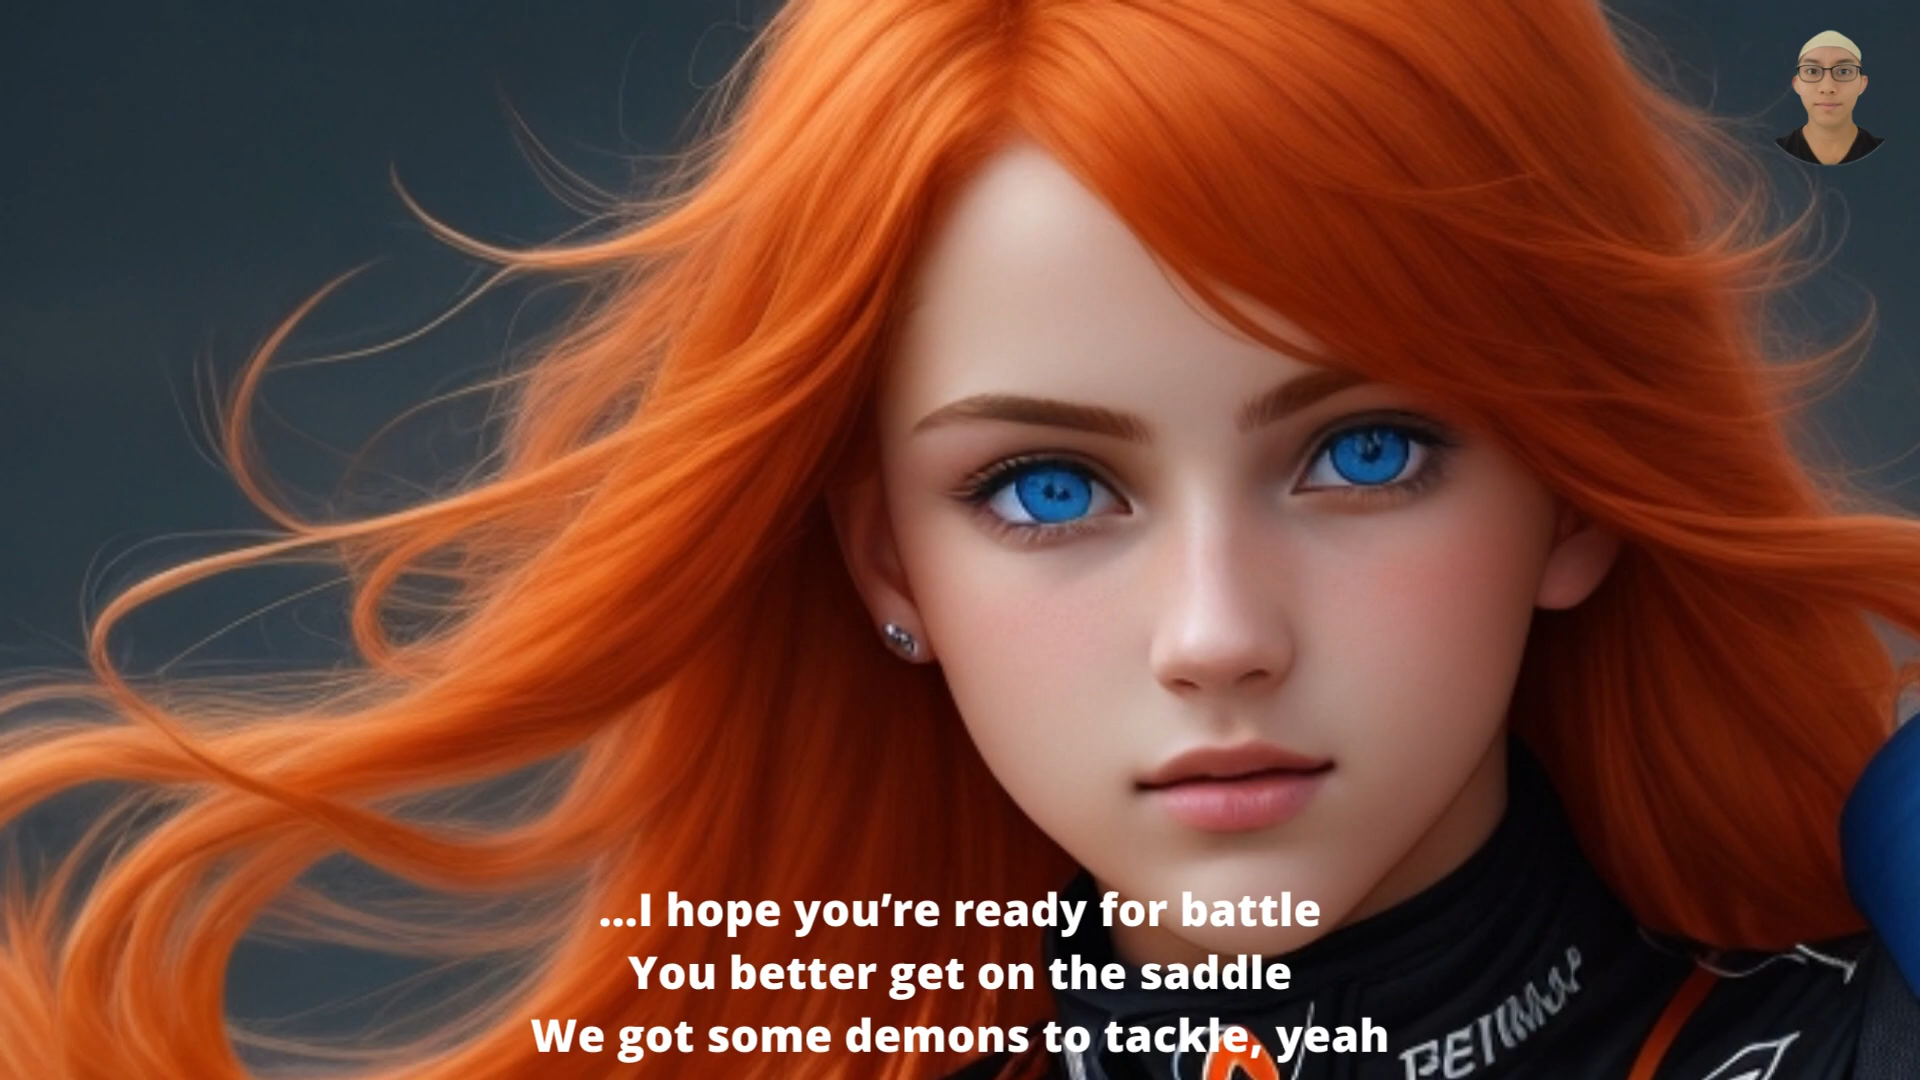 ...I hope you’re ready for battle
You better get on the saddle
We got some demons to tackle, yeah